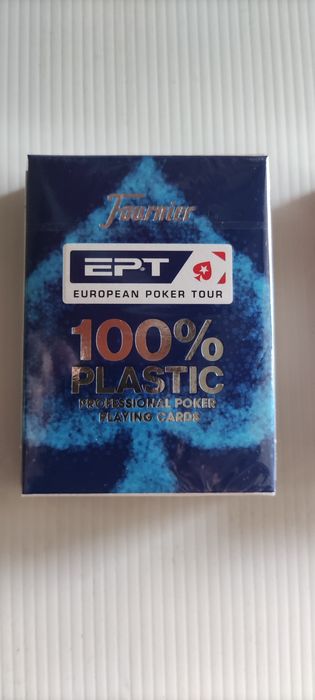 Fournier
EPT
EUROPEAN POKER TOUR
100%
PLASTIC
PROFESSIONAL POKER
PLAYING CARDS